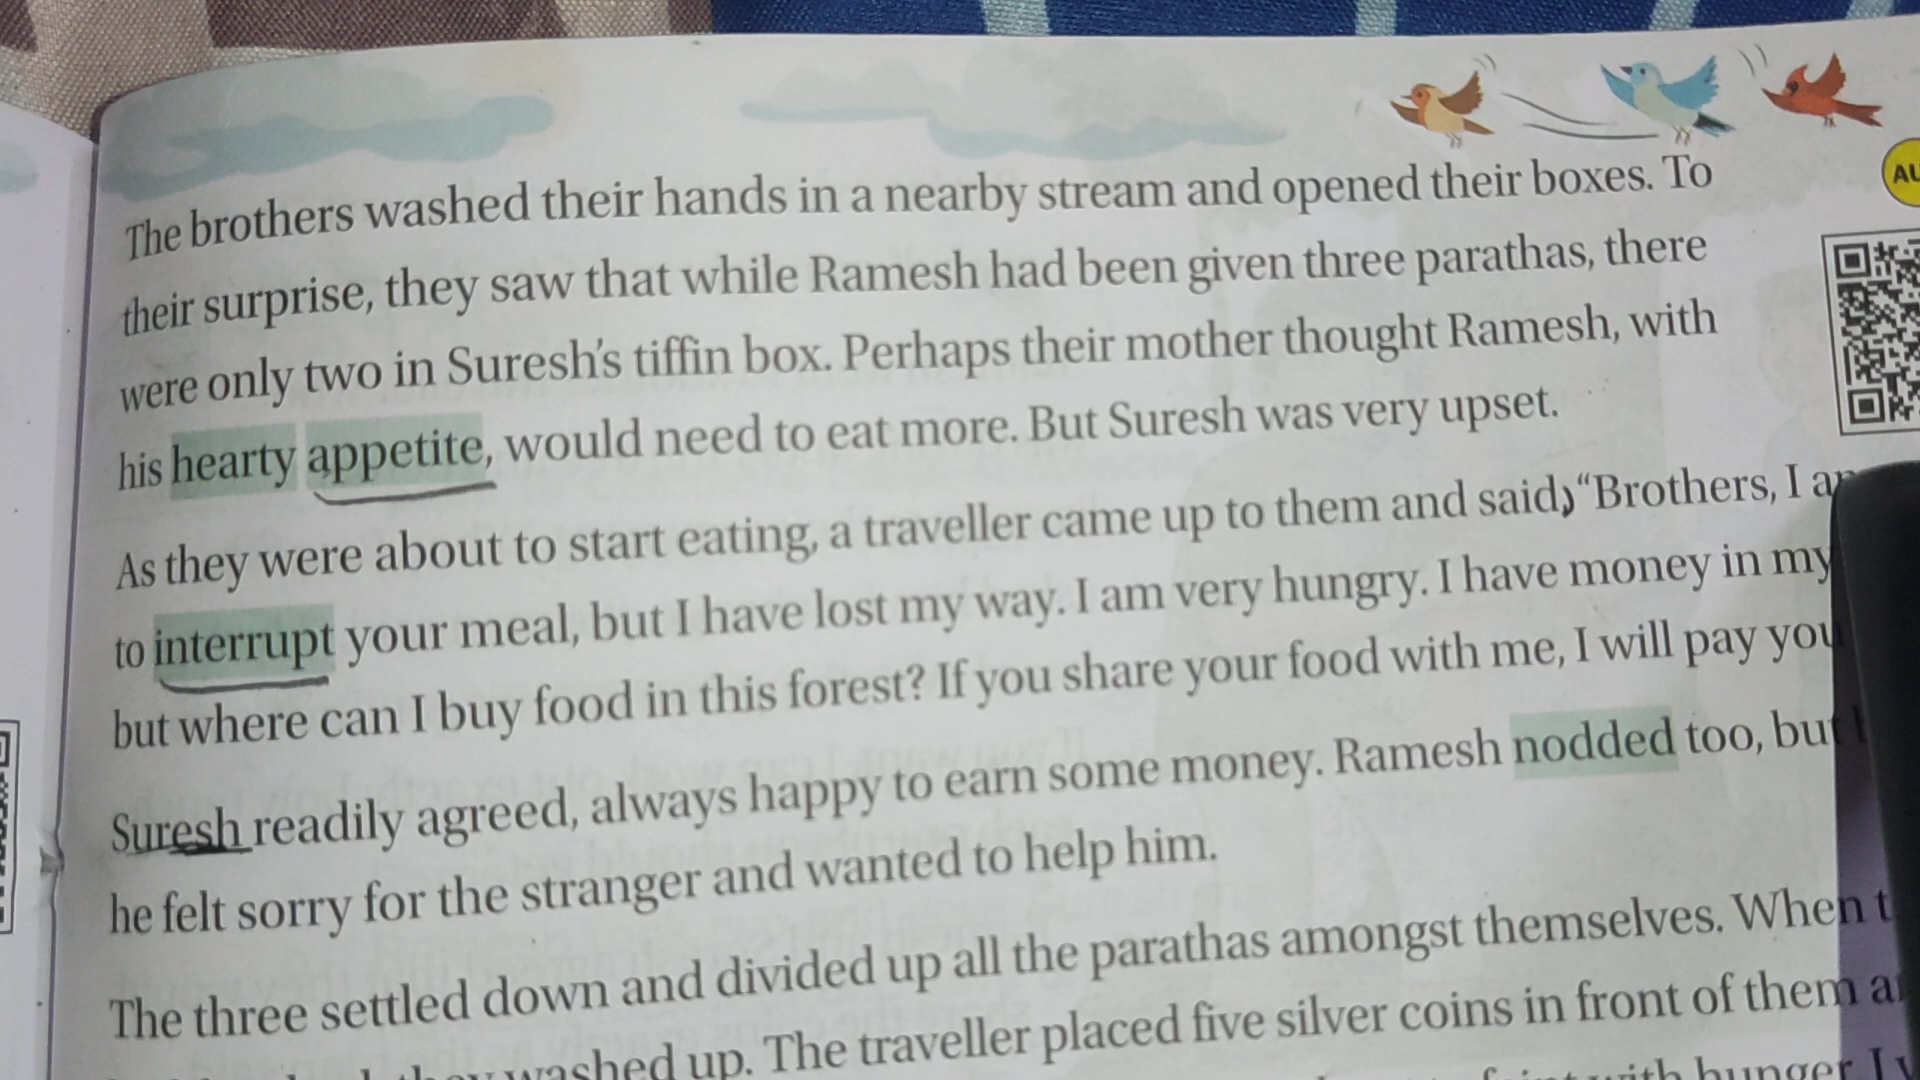 The brothers washed their hands in a nearby stream and opened their boxes. To
their surprise, they saw that while Ramesh had been given three parathas, there
were only two in Suresh's tiffin box. Perhaps their mother thought Ramesh, with
his hearty appetite, would need to eat more. But Suresh was very upset.
As they were about to start eating, a traveller came up to them and said, “Brothers, I
to interrupt your meal, but I have lost my way. I am very hungry. I have money in my
but where can I buy food in this forest? If you share your food with me, I will pay you
Suresh readily agreed, always happy to earn some money. Ramesh nodded too, but
he felt sorry for the stranger and wanted to help him.
The three settled down and divided up all the parathas amongst themselves. When
they washed up. The traveller placed five silver coins in front of them
with hunger. I